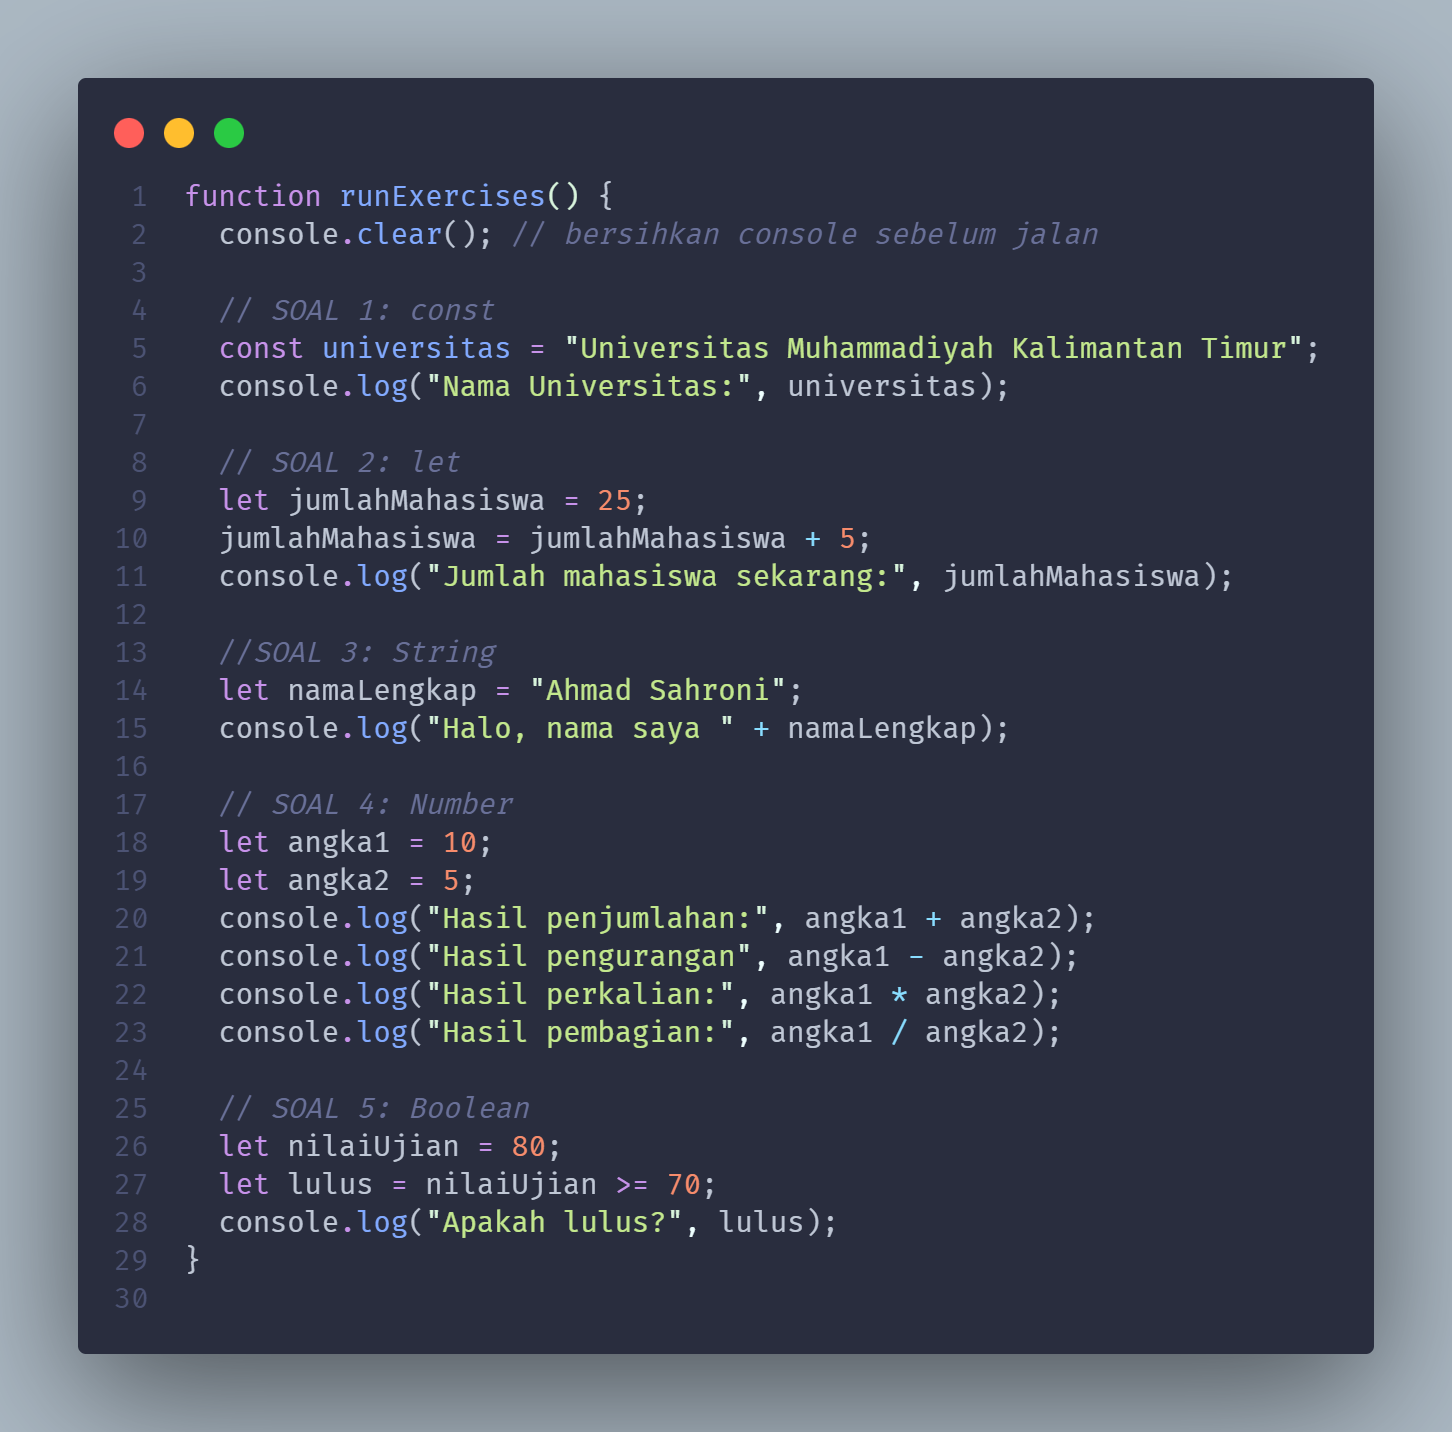 1 function runExercises() {
2   console.clear(); // bersihkan console sebelum jalan
3
4   // SOAL 1: const
5   const universitas = "Universitas Muhammadiyah Kalimantan Timur";
6   console.log("Nama Universitas:", universitas);
7
8   // SOAL 2: let
9   let jumlahMahasiswa = 25;
10   jumlahMahasiswa = jumlahMahasiswa + 5;
11   console.log("Jumlah mahasiswa sekarang:", jumlahMahasiswa);
12
13   //SOAL 3: String
14   let namaLengkap = "Ahmad Sahroni";
15   console.log("Halo, nama saya " + namaLengkap);
16
17   // SOAL 4: Number
18   let angka1 = 10;
19   let angka2 = 5;
20   console.log("Hasil penjumlahan:", angka1 + angka2);
21   console.log("Hasil pengurangan", angka1 - angka2);
22   console.log("Hasil perkalian:", angka1 * angka2);
23   console.log("Hasil pembagian:", angka1 / angka2);
24
25   // SOAL 5: Boolean
26   let nilaiUjian = 80;
27   let lulus = nilaiUjian >= 70;
28   console.log("Apakah lulus?", lulus);
29 }
30